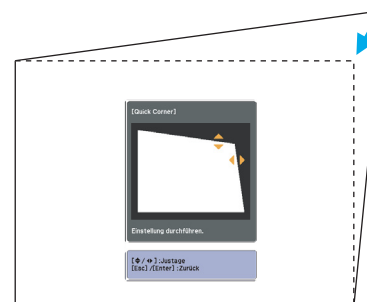 [Quick Corner]
Einstellung durchführen.
[◆/◆]:Justage
[Esc]/[Enter]:Zurück